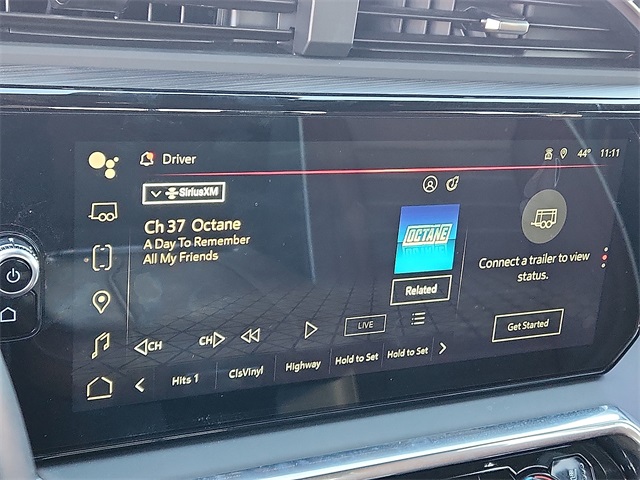 Driver
44° 11:11
SiriusXM
Ch 37 Octane
A Day To Remember
All My Friends
OCTANE
Related
Connect a trailer to view
status.
Get Started
CH CH LIVE
Hits 1 ClsVinyl Highway Hold to Set Hold to Set